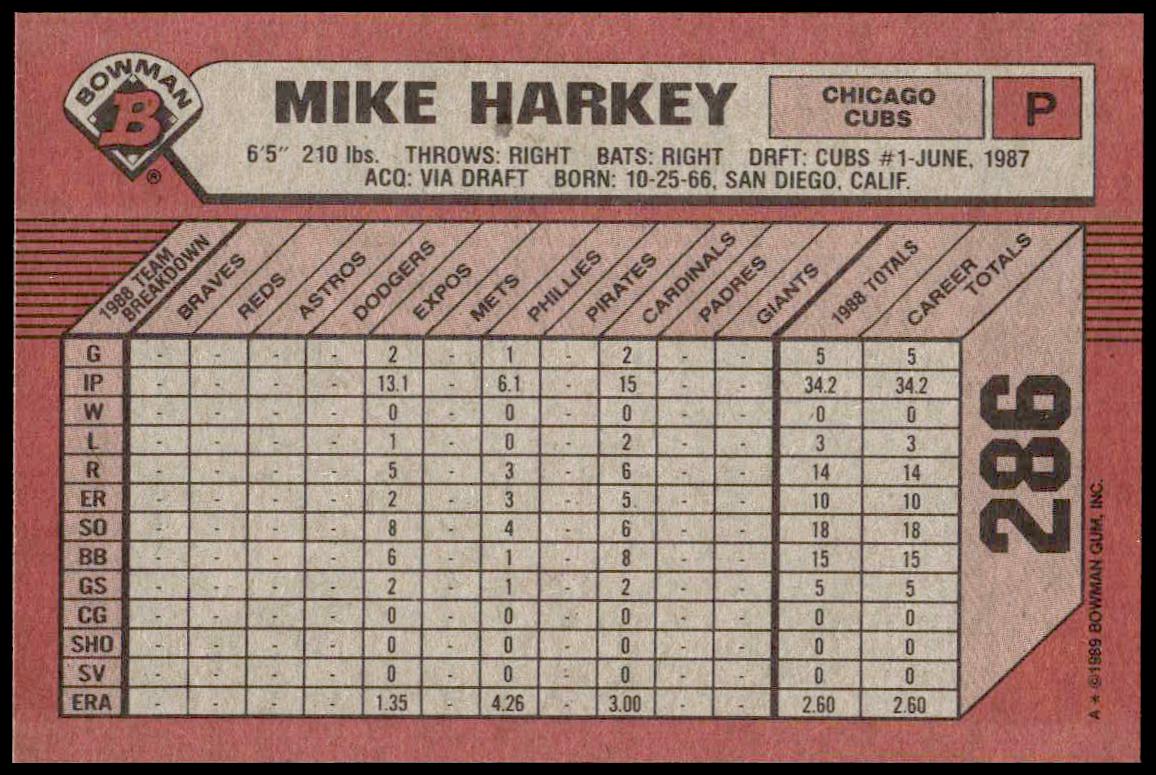 BOWMAN
B
®
MIKE HARKEY
CHICAGO
CUBS
P
6'5" 210 lbs. THROWS: RIGHT BATS: RIGHT DRFT: CUBS #1-JUNE, 1987
ACQ: VIA DRAFT BORN: 10-25-66, SAN DIEGO, CALIF.
1988 TEAM BREAKDOWN BRAVES REDS ASTROS DODGERS EXPOS METS PHILLIES PIRATES CARDINALS PADRES GIANTS 1988 TOTALS CAREER TOTALS
G - - - - 2 - 1 - 2 - - 5 5
IP - - - - 13.1 - 6.1 - 15 - - 34.2 34.2
W - - - - 0 - 0 - 0 - - 0 0
L - - - - 1 - 0 - 2 - - 3 3
R - - - - 5 - 3 - 6 - - 14 14
ER - - - - 2 - 3 - 5 - - 10 10
SO - - - - 8 - 4 - 6 - - 18 18
BB - - - - 6 - 1 - 8 - - 15 15
GS - - - - 2 - 1 - 2 - - 5 5
CG - - - - 0 - 0 - 0 - - 0 0
SHO - - - - 0 - 0 - 0 - - 0 0
SV - - - - 0 - 0 - 0 - - 0 0
ERA - - - - 1.35 - 4.26 - 3.00 - - 2.60 2.60
286
A * ©1989 BOWMAN GUM, INC.